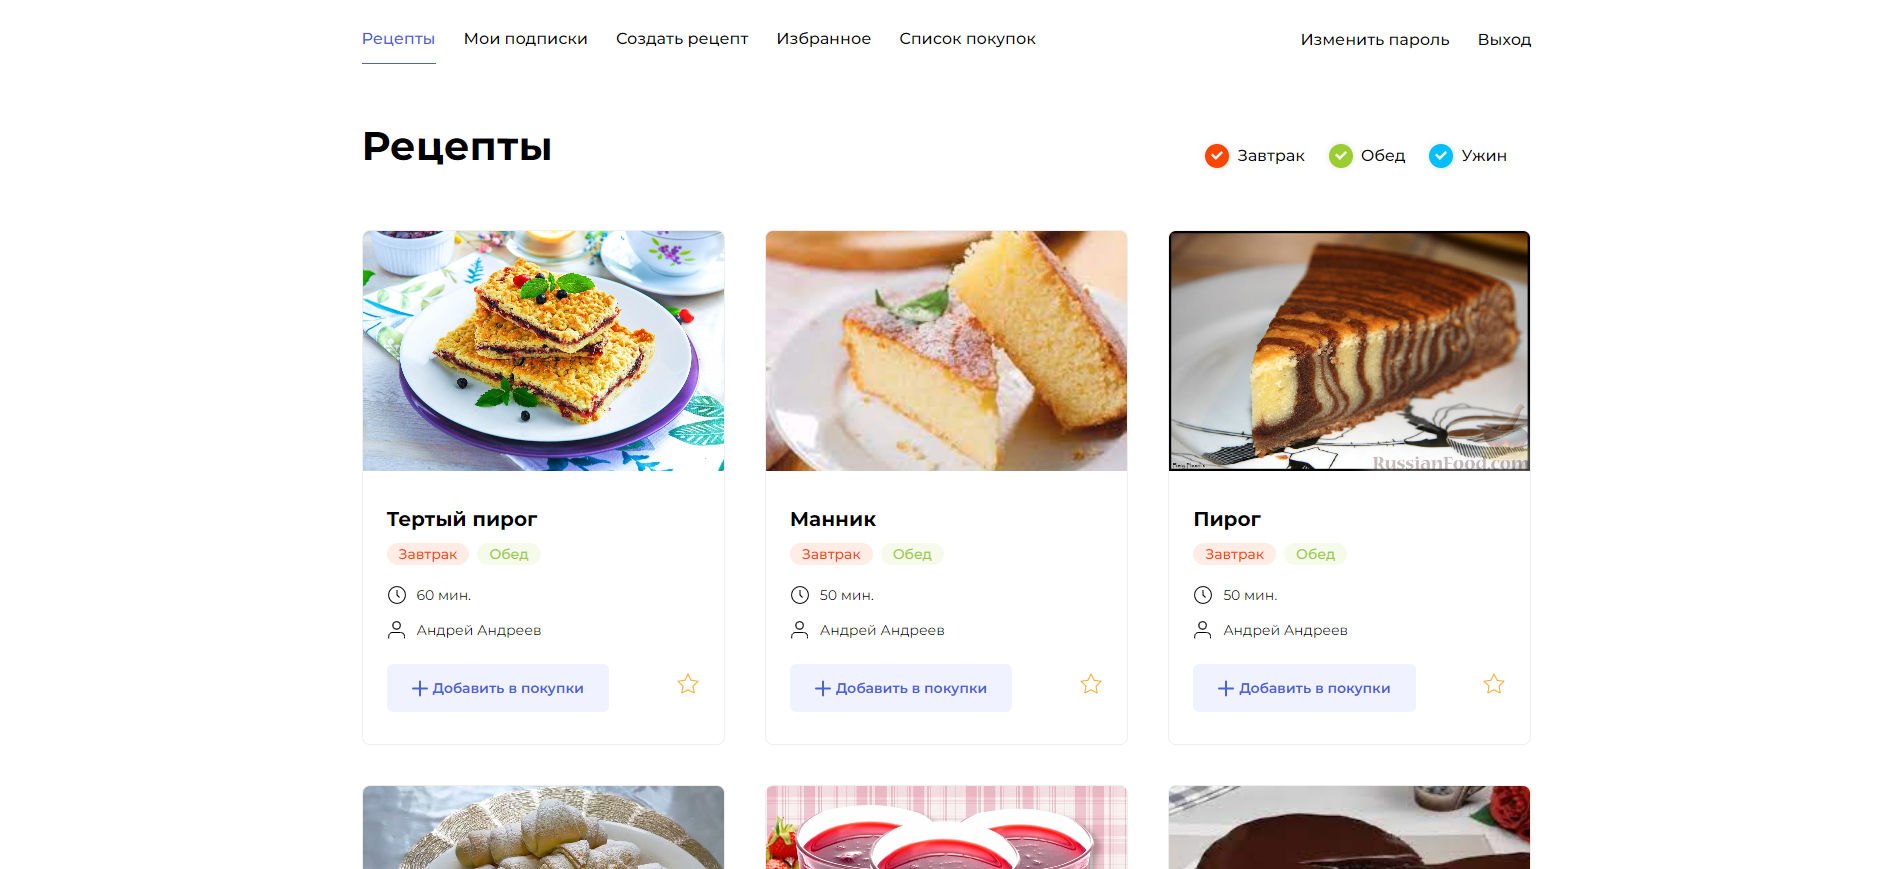 Рецепты Мои подписки Создать рецепт Избранное Список покупок Изменить пароль Выход
Рецепты
Завтрак Обед Ужин
RussianFood.com
Тертый пирог
Завтрак Обед
60 мин.
Андрей Андреев
Добавить в покупки
Манник
Завтрак Обед
50 мин.
Андрей Андреев
Добавить в покупки
Пирог
Завтрак Обед
50 мин.
Андрей Андреев
Добавить в покупки